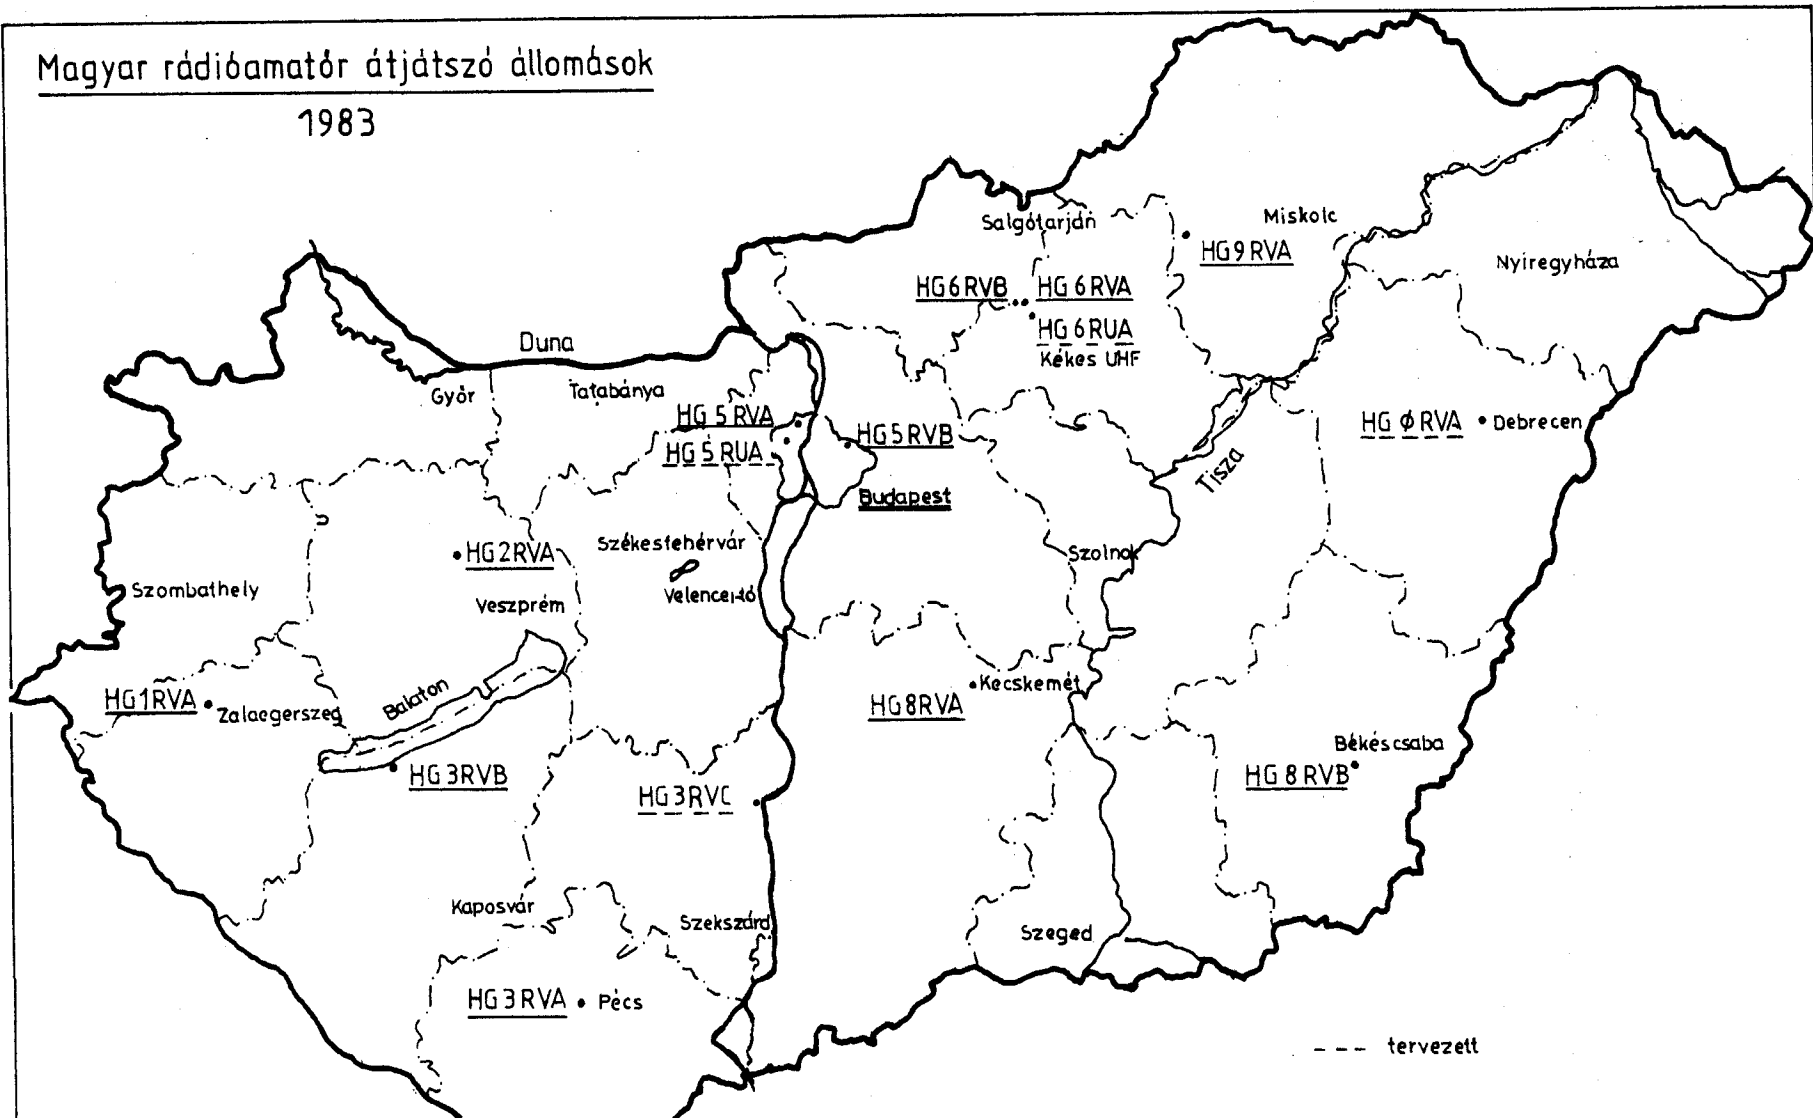 Magyar rádióamatőr átjátszó állomások
1983
Salgótarján
Miskolc
HG9RVA
Nyiregyháza
HG6RVB
HG6RVA
HG6RUA
Kékes UHF
Duna
Győr
Tatabánya
HG5RVA
HG5RUA
HG5RVB
Budapest
HGØRVA
Debrecen
Tisza
HG2RVA
Székesfehérvár
Szolnok
Szombathely
Veszprém
Velencei-tó
HG1RVA
Zalaegerszeg
Balaton
Kecskemét
HG8RVA
HG3RVB
HG3RVC
Békéscsaba
HG8RVB
Kaposvár
Szekszárd
Szeged
HG3RVA
Pécs
--- tervezett